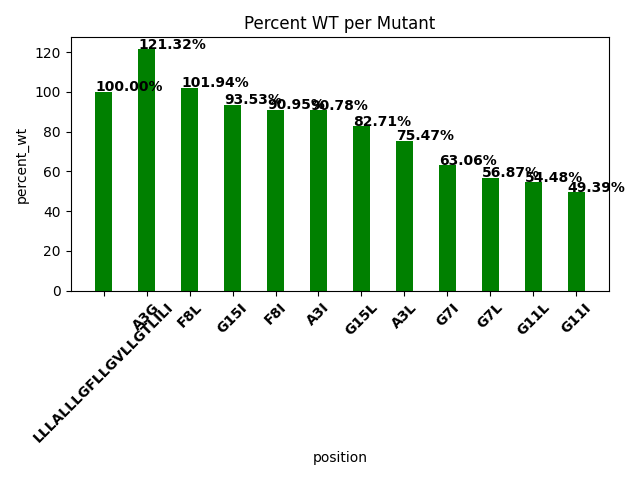 Percent WT per Mutant
percent_wt
120
100
80
60
40
20
0
100.00%
121.32%
101.94%
93.53%
90.95%
90.78%
82.71%
75.47%
63.06%
56.87%
54.48%
49.39%
LLLALLLGFLLGVLLGTLILI
A3G
F8L
G15I
F8I
A3I
G15L
A3L
G7I
G7L
G11L
G11I
position